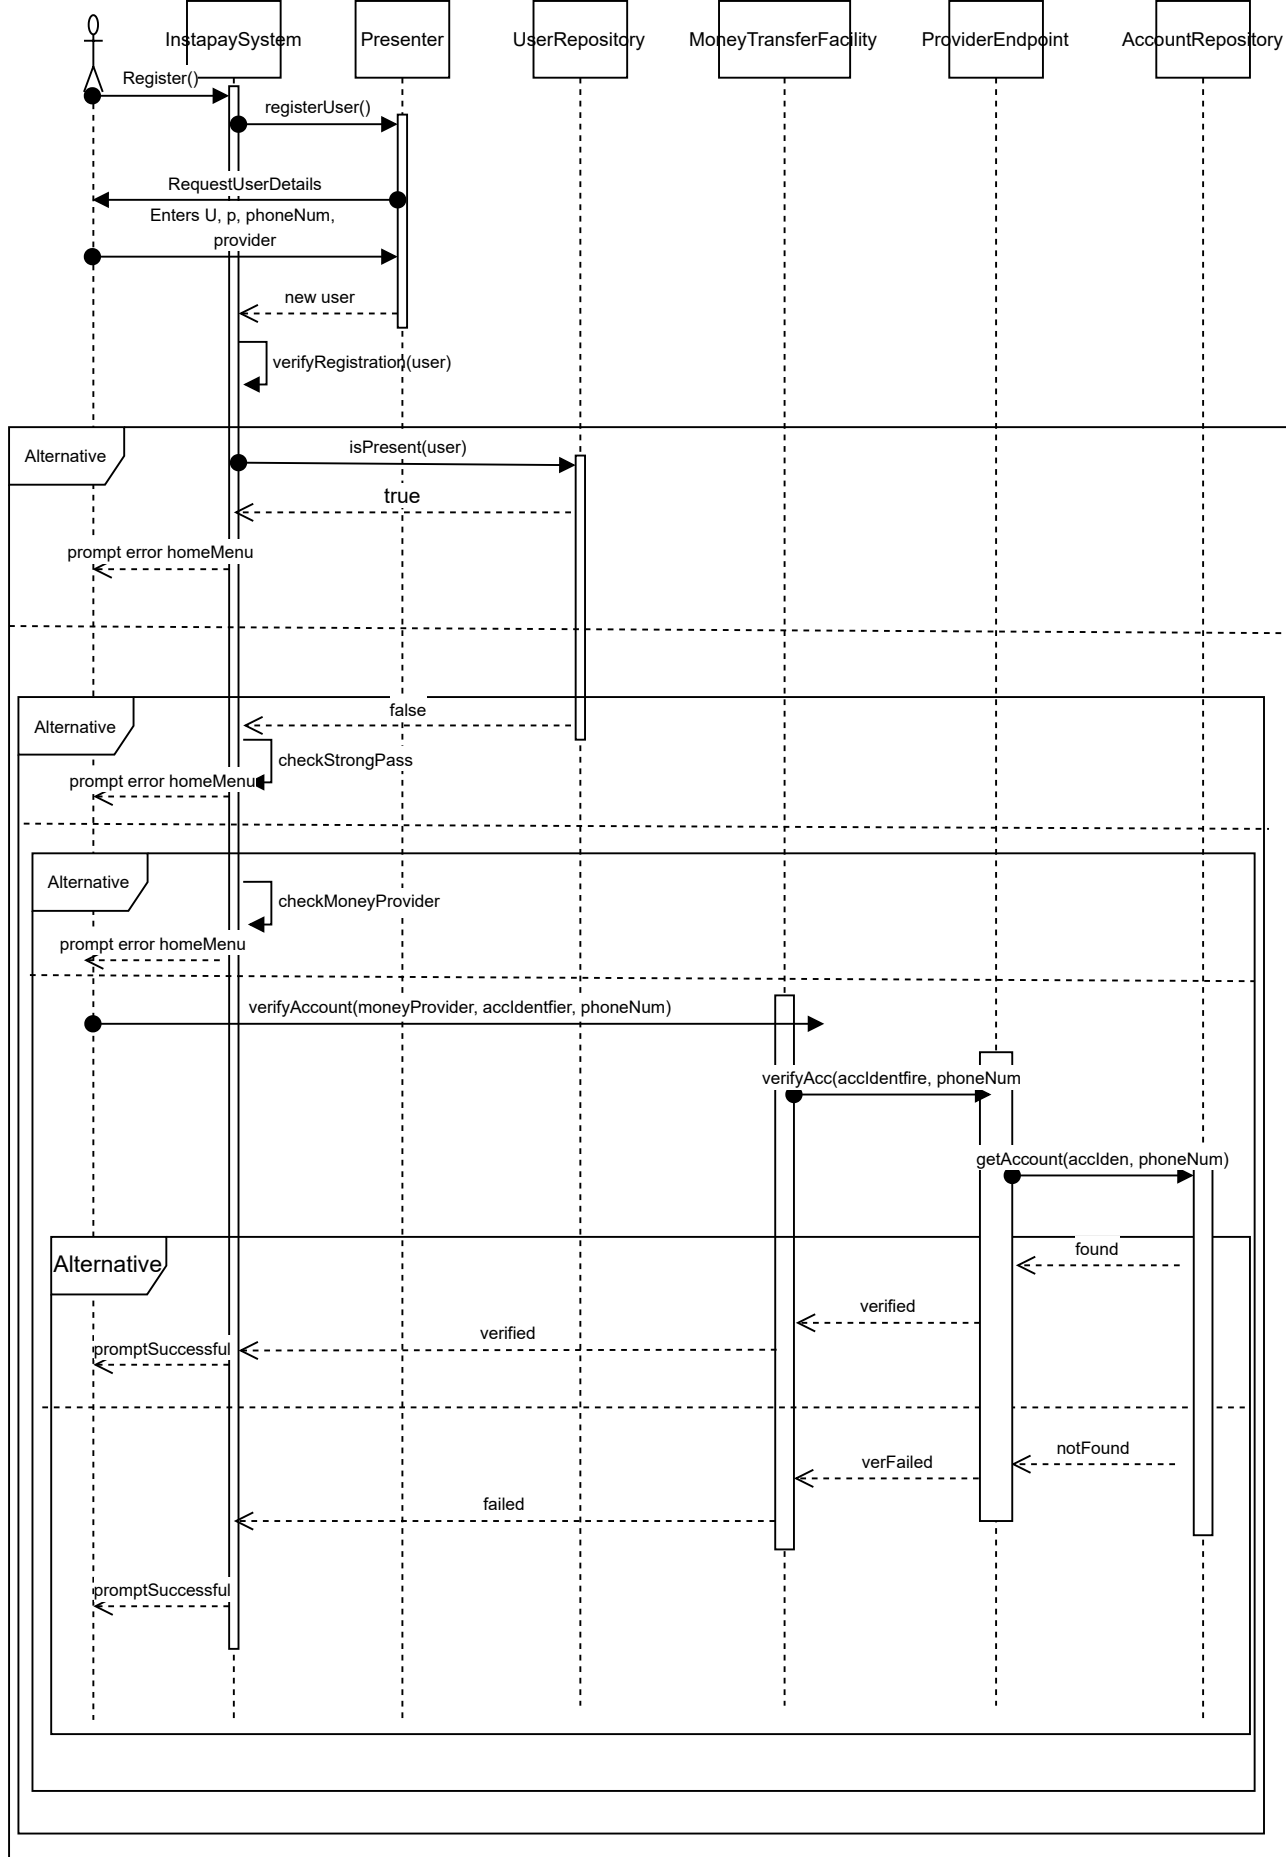 InstapaySystem
Presenter
UserRepository
MoneyTransferFacility
ProviderEndpoint
AccountRepository
Register()
registerUser()
RequestUserDetails
Enters U, p, phoneNum,
provider
new user
verifyRegistration(user)
Alternative
isPresent(user)
true
prompt error homeMenu
Alternative
false
checkStrongPass
prompt error homeMenu
Alternative
checkMoneyProvider
prompt error homeMenu
verifyAccount(moneyProvider, accIdentfier, phoneNum)
verifyAcc(accIdentfire, phoneNum
getAccount(accIden, phoneNum)
Alternative
found
verified
verified
promptSuccessful
notFound
verFailed
failed
promptSuccessful